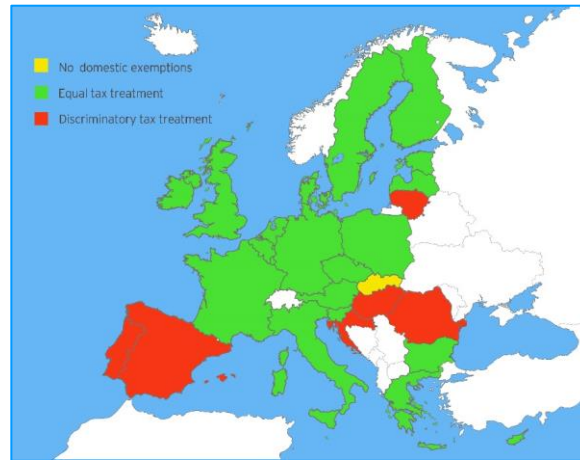 No domestic exemptions
Equal tax treatment
Discriminatory tax treatment